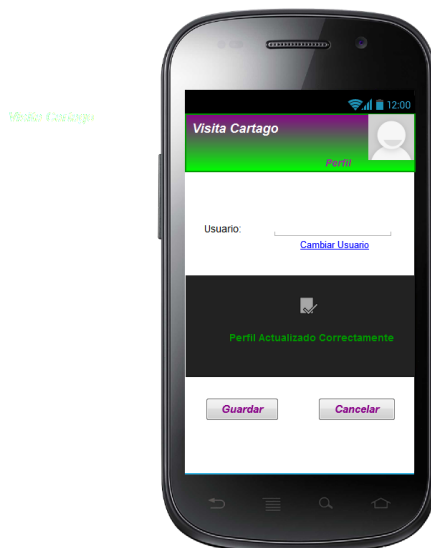 12:00
Visita Cartago
Visita Cartago
Perfil
Usuario:
Cambiar Usuario
Perfil Actualizado Correctamente
Guardar
Cancelar